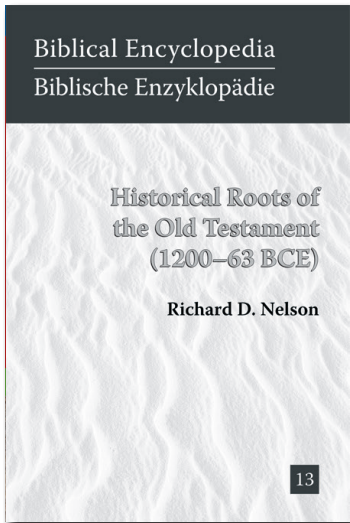 Biblical Encyclopedia
Biblische Enzyklopädie
Historical Roots of
the Old Testament
(1200–63 BCE)
Richard D. Nelson
13